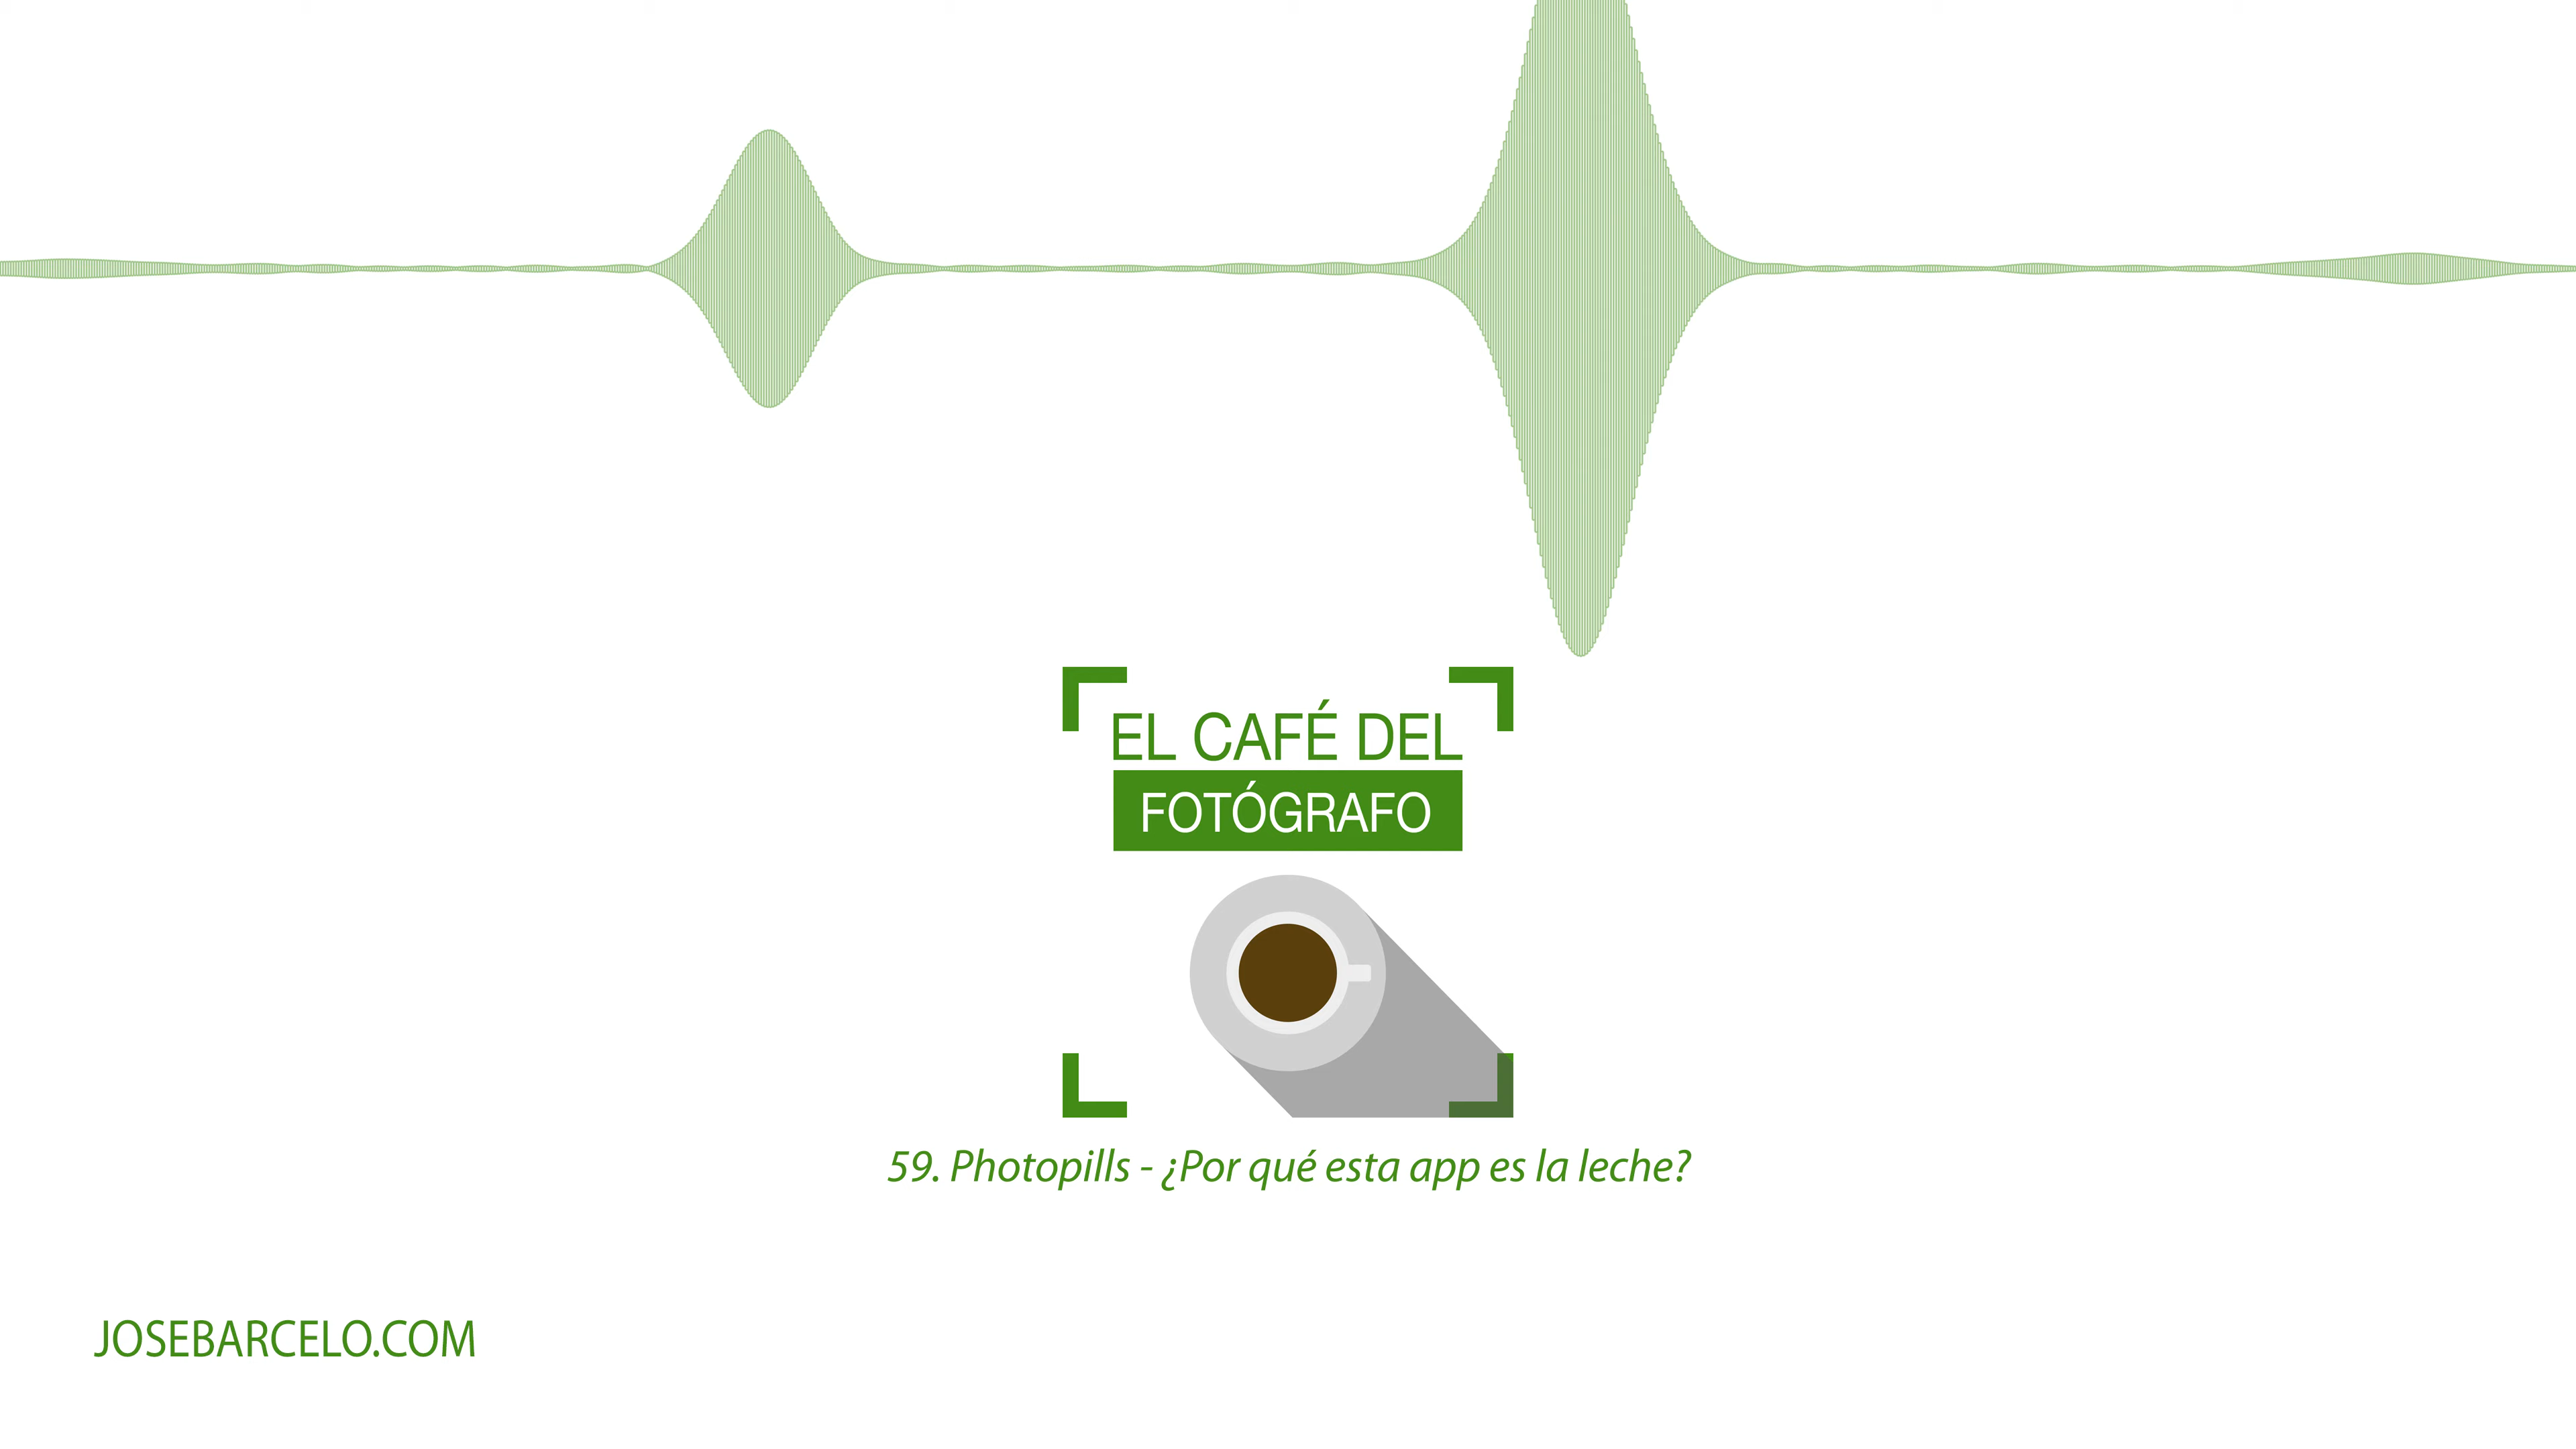 EL CAFÉ DEL
FOTÓGRAFO
59. Photopills - ¿Por qué esta app es la leche?
JOSEBARCELO.COM